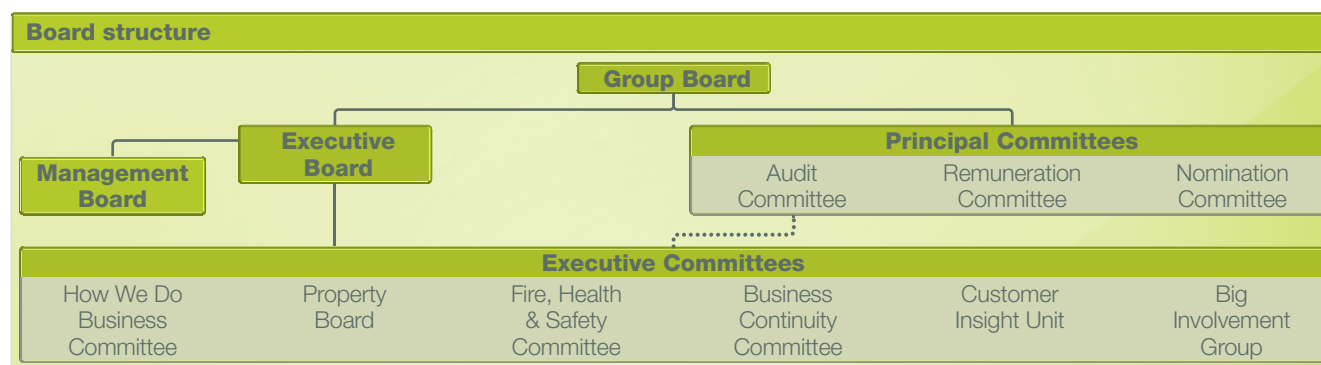 Board structure
Group Board
Executive
Board
Management
Board
Principal Committees
Audit
Committee
Remuneration
Committee
Nomination
Committee
Executive Committees
How We Do
Business
Committee
Property
Board
Fire, Health
& Safety
Committee
Business
Continuity
Committee
Customer
Insight Unit
Big
Involvement
Group